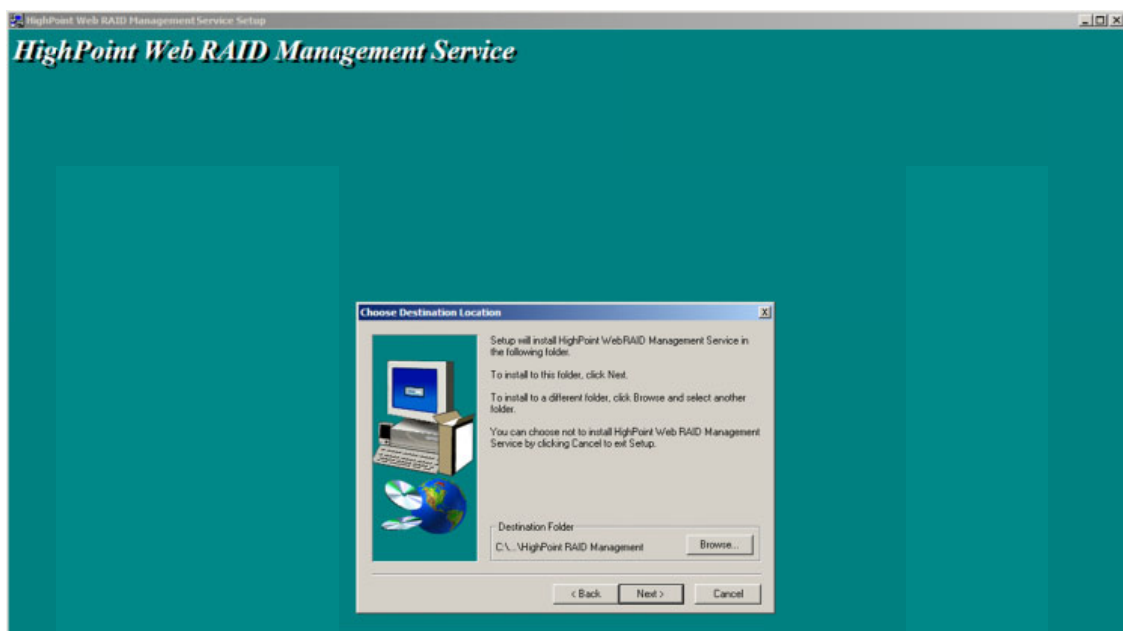 HighPoint Web RAID Management Service Setup
HighPoint Web RAID Management Service
Choose Destination Location
Setup will install HighPoint WebRAID Management Service in
the following folder.
To install to this folder, click Next.
To install to a different folder, click Browse and select another
folder.
You can choose not to install HighPoint Web RAID Management
Service by clicking Cancel to exit Setup.
Destination Folder
C:\...\HighPoint RAID Management
Browse...
< Back
Next >
Cancel